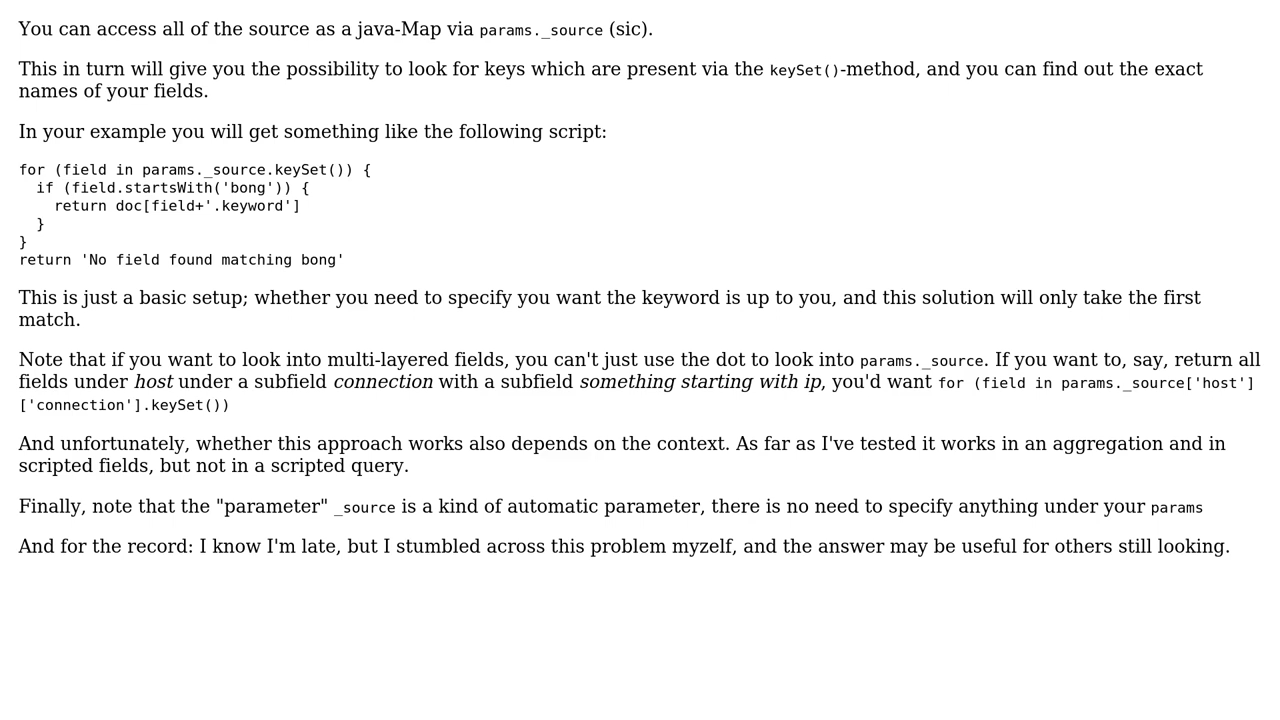 You can access all of the source as a java-Map via params._source (sic).
This in turn will give you the possibility to look for keys which are present via the keySet()-method, and you can find out the exact
names of your fields.
In your example you will get something like the following script:
for (field in params._source.keySet()) {
  if (field.startsWith('bong')) {
    return doc[field+'.keyword']
  }
}
return 'No field found matching bong'
This is just a basic setup; whether you need to specify you want the keyword is up to you, and this solution will only take the first
match.
Note that if you want to look into multi-layered fields, you can't just use the dot to look into params._source. If you want to, say, return all
fields under host under a subfield connection with a subfield something starting with ip, you'd want for (field in params._source['host']
['connection'].keySet())
And unfortunately, whether this approach works also depends on the context. As far as I've tested it works in an aggregation and in
scripted fields, but not in a scripted query.
Finally, note that the "parameter" _source is a kind of automatic parameter, there is no need to specify anything under your params
And for the record: I know I'm late, but I stumbled across this problem myzelf, and the answer may be useful for others still looking.